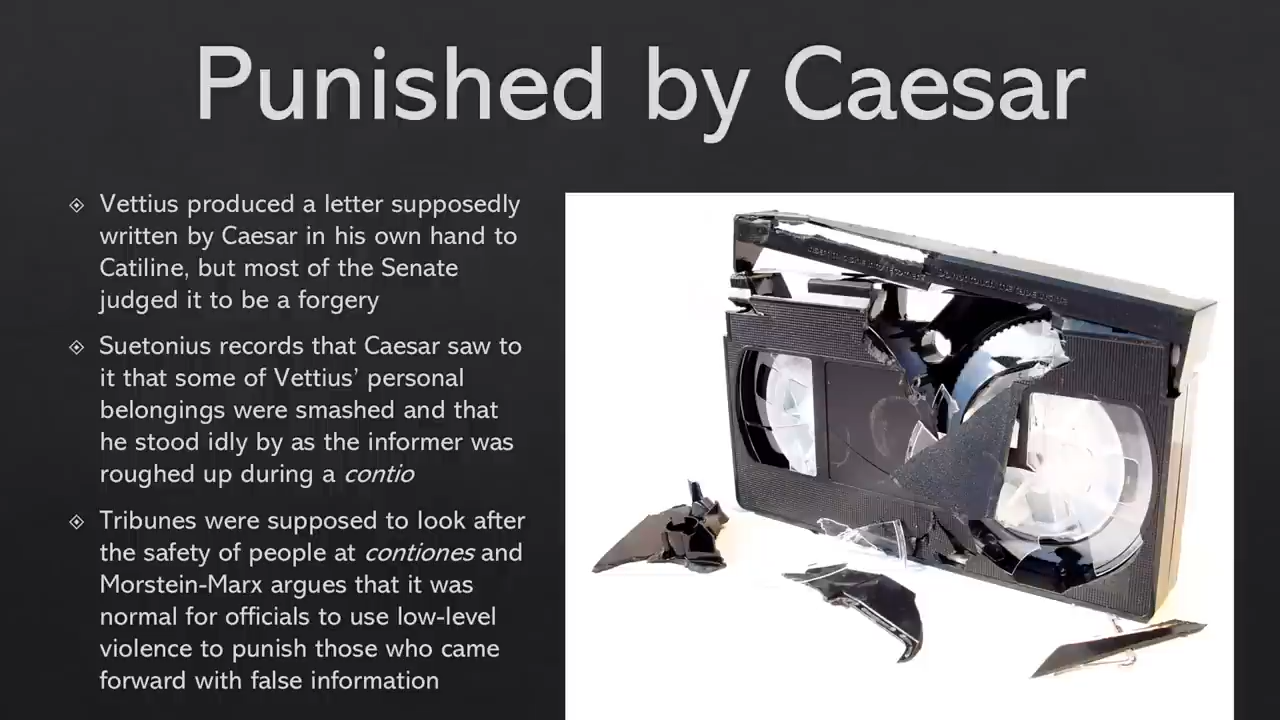 Punished by Caesar
Vettius produced a letter supposedly
written by Caesar in his own hand to
Catiline, but most of the Senate
judged it to be a forgery
Suetonius records that Caesar saw to
it that some of Vettius’ personal
belongings were smashed and that
he stood idly by as the informer was
roughed up during a contio
Tribunes were supposed to look after
the safety of people at contiones and
Morstein-Marx argues that it was
normal for officials to use low-level
violence to punish those who came
forward with false information